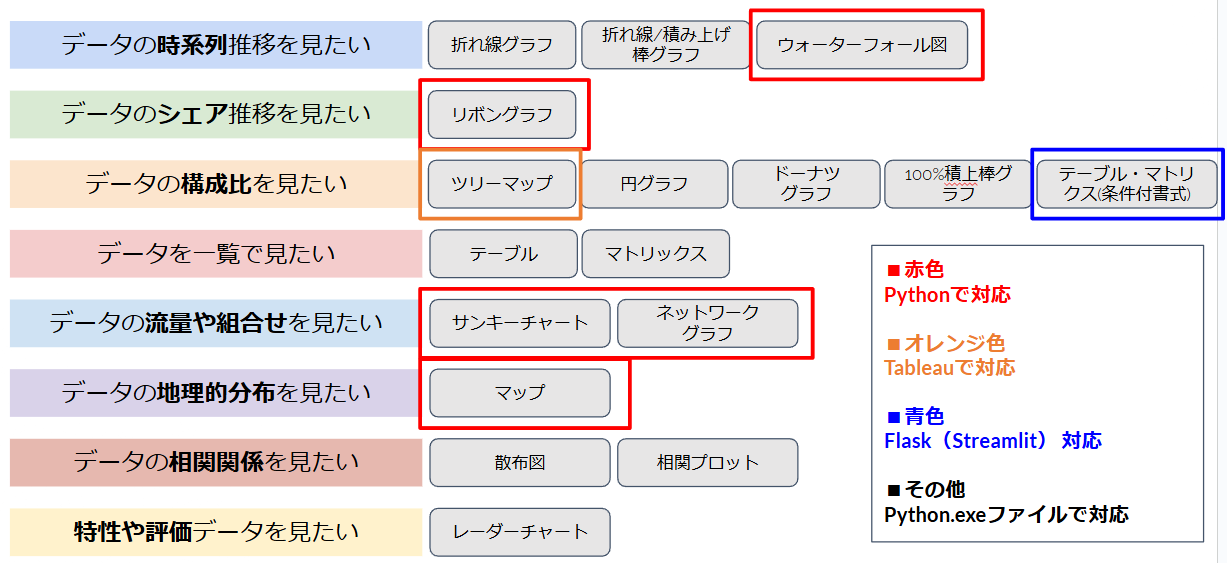 データの時系列推移を見たい
折れ線グラフ
折れ線/積み上げ
棒グラフ
ウォーターフォール図
データのシェア推移を見たい
リボングラフ
データの構成比を見たい
ツリーマップ
円グラフ
ドーナツ
グラフ
100%積上棒グ
ラフ
テーブル・マトリ
クス(条件付書式)
データを一覧で見たい
テーブル
マトリックス
データの流量や組合せを見たい
サンキーチャート
ネットワーク
グラフ
データの地理的分布を見たい
マップ
データの相関関係を見たい
散布図
相関プロット
特性や評価データを見たい
レーダーチャート
■赤色
Pythonで対応
■オレンジ色
Tableauで対応
■青色
Flask（Streamlit） 対応
■その他
Python.exeファイルで対応